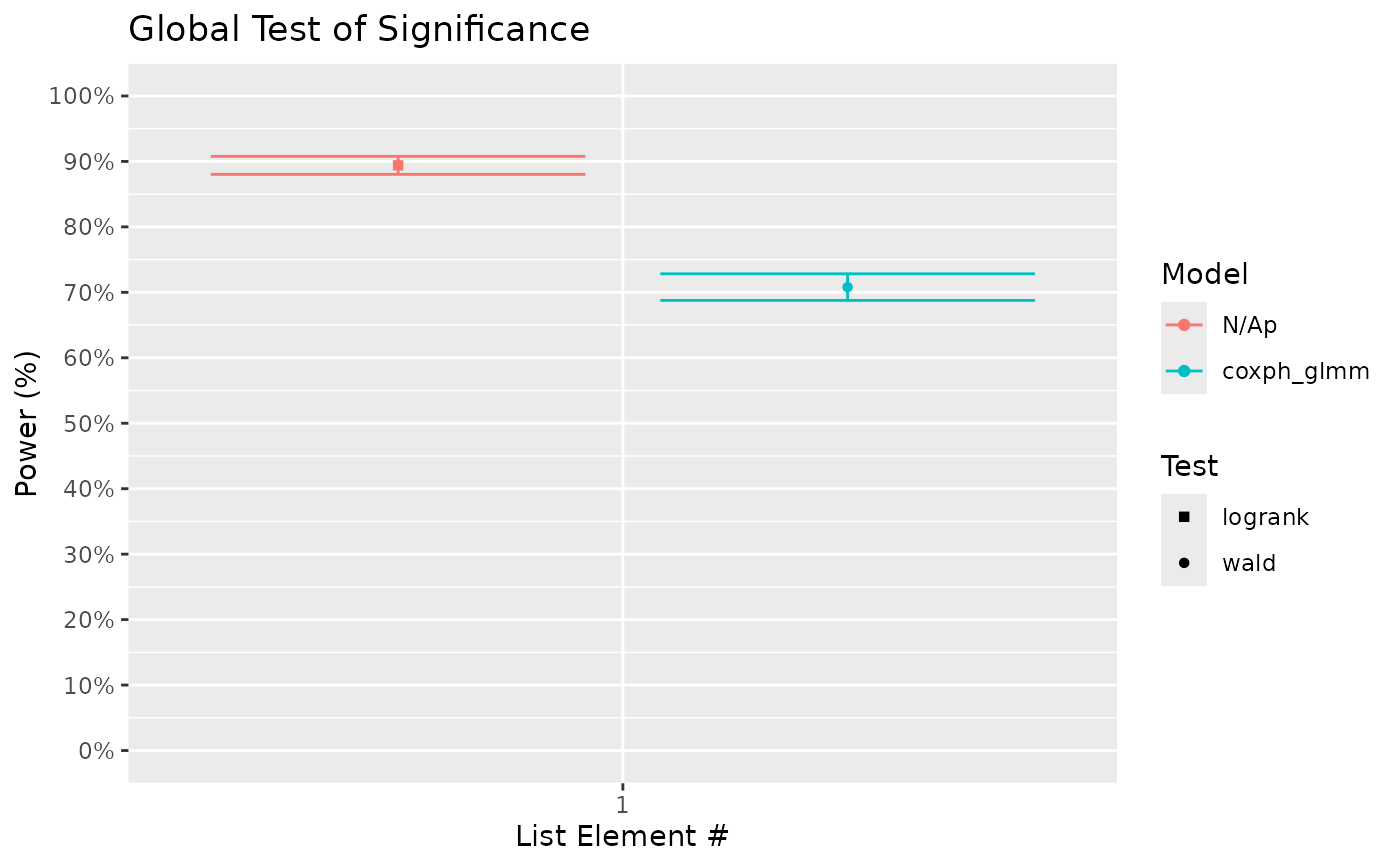 Global Test of Significance
Power (%)
100%
90%
80%
70%
60%
50%
40%
30%
20%
10%
0%
1
List Element #
Model
N/Ap
coxph_glmm
Test
logrank
wald